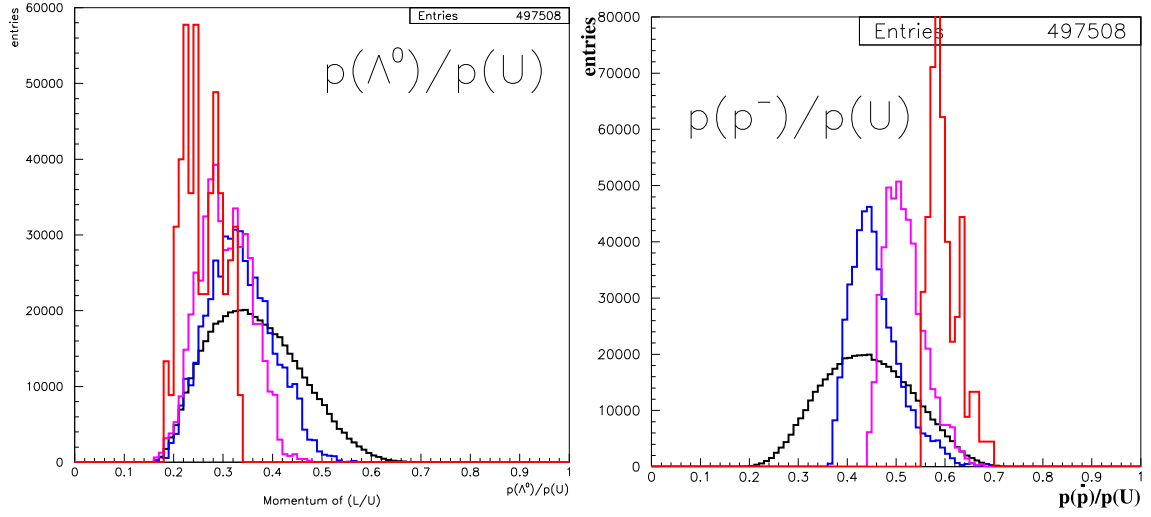 Entries 497508
p(Λ⁰)/p(U)
entries
60000
50000
40000
30000
20000
10000
0
0 0.1 0.2 0.3 0.4 0.5 0.6 0.7 0.8 0.9 1
Momentum of (L/U)
p(Λ⁰)/p(U)
Entries 497508
p(p⁻)/p(U)
entries
80000
70000
60000
50000
40000
30000
20000
10000
0
0 0.1 0.2 0.3 0.4 0.5 0.6 0.7 0.8 0.9 1
p(p̄)/p(U)